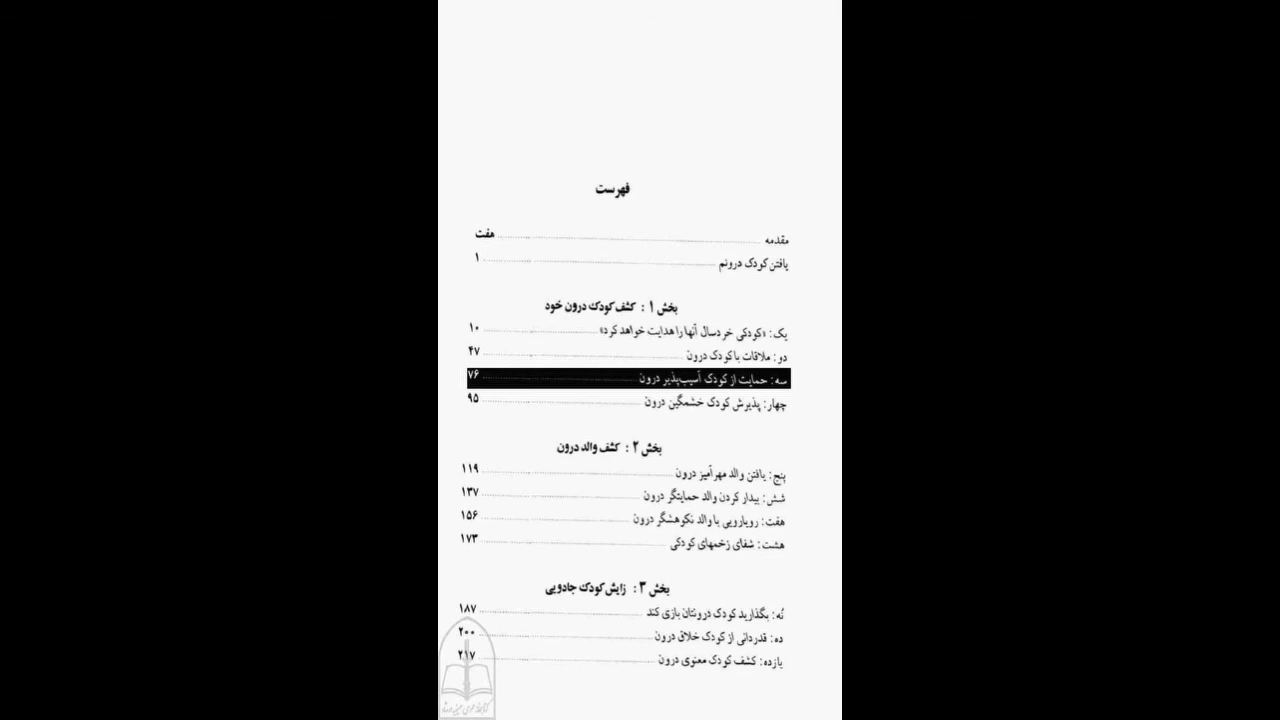 فهرست
مقدمه ........ هفت
یافتن کودک درونم ........ ۱
بخش ۱ : کشف کودک درون خود
یک: «کودکی خردسال آنها را هدایت خواهد کرد» ........ ۱۰
دو: ملاقات با کودک درون ........ ۴۷
سه: حمایت از کودک آسیب‌پذیر درون ........ ۷۶
چهار: پذیرش کودک خشمگین درون ........ ۹۵
بخش ۲ : کشف والد درون
پنج: یافتن والد مهرآمیز درون ........ ۱۱۹
شش: بیدار کردن والد حمایتگر درون ........ ۱۳۷
هفت: رویارویی با والد نکوهشگر درون ........ ۱۵۶
هشت: شفای زخمهای کودکی ........ ۱۷۳
بخش ۳ : زایش کودک جادویی
نُه: بگذارید کودک درونتان بازی کند ........ ۱۸۷
ده: قدردانی از کودک خلاق درون ........ ۲۰۰
یازده: کشف کودک معنوی درون ........ ۲۱۷